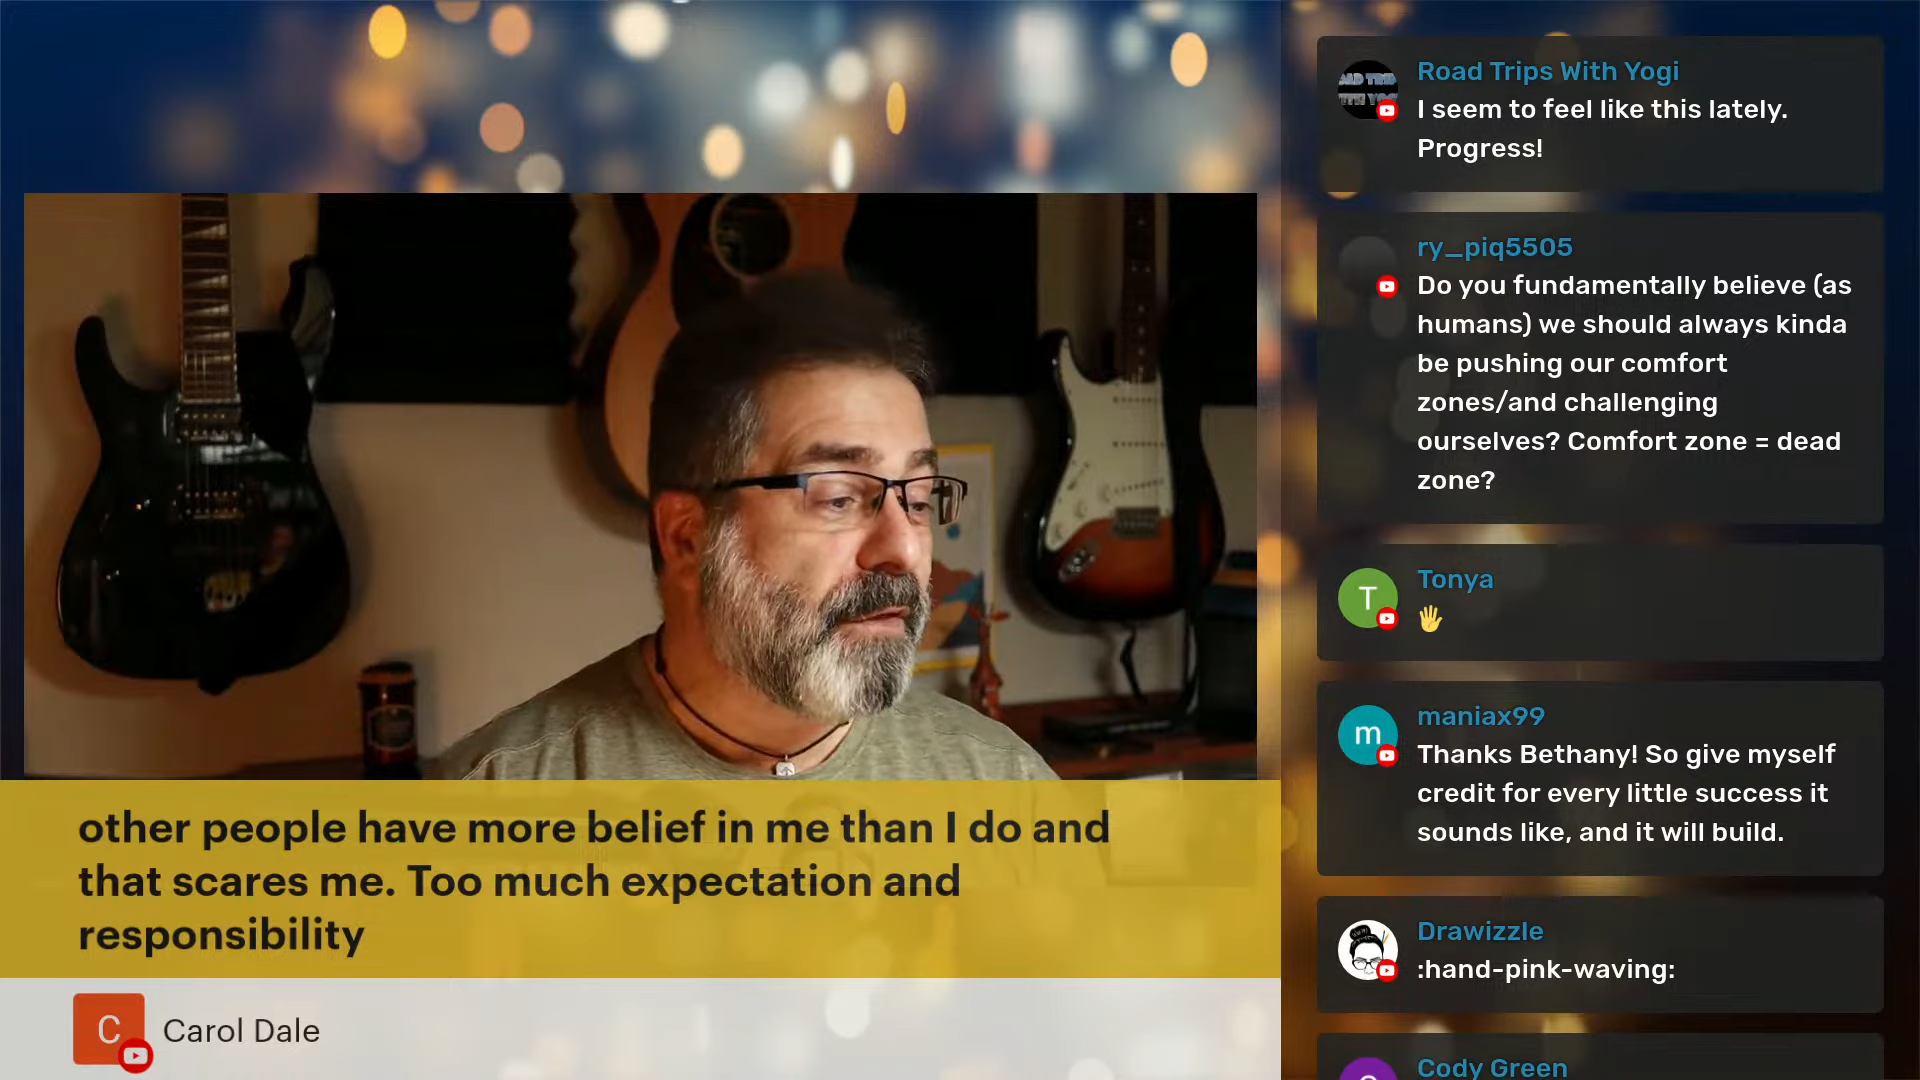 other people have more belief in me than I do and
that scares me. Too much expectation and
responsibility
C
Carol Dale
Road Trips With Yogi
I seem to feel like this lately.
Progress!
ry_piq5505
Do you fundamentally believe (as
humans) we should always kinda
be pushing our comfort
zones/and challenging
ourselves? Comfort zone = dead
zone?
T
Tonya
🖐
m
maniax99
Thanks Bethany! So give myself
credit for every little success it
sounds like, and it will build.
Drawizzle
:hand-pink-waving:
Cody Green